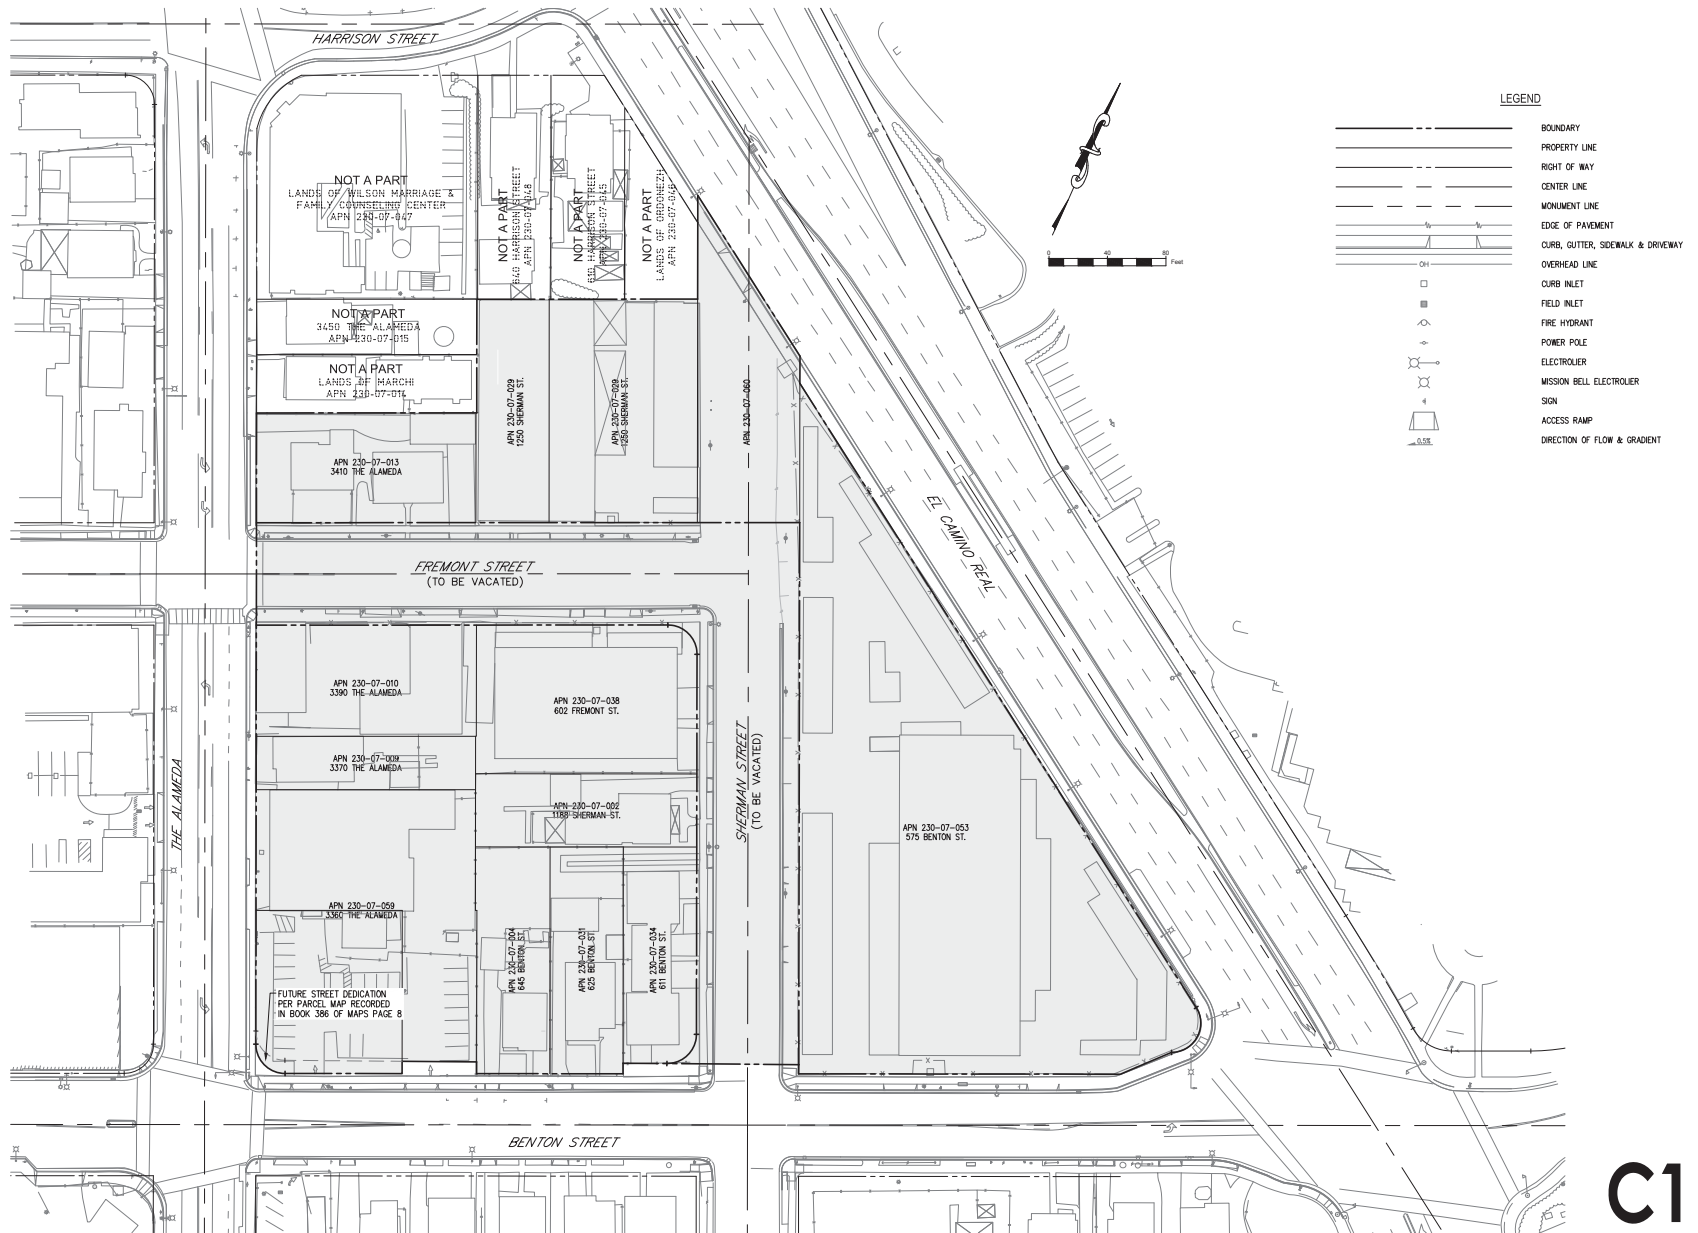 HARRISON STREET
NOT A PART
LANDS OF WILSON MARRIAGE &
FAMILY COUNSELING CENTER
APN 230-07-047
NOT A PART
640 HARRISON STREET
APN 230-07-048
NOT A PART
610 HARRISON STREET
APN 230-07-045
NOT A PART
LANDS OF ORDONEZH
APN 230-07-046
NOT A PART
3450 THE ALAMEDA
APN 230-07-015
NOT A PART
LANDS OF MARCHI
APN 230-07-014
APN 230-07-029
1250 SHERMAN ST.
APN 230-07-029
1250 SHERMAN ST.
APN 230-07-060
APN 230-07-013
3410 THE ALAMEDA
FREMONT STREET
(TO BE VACATED)
EL CAMINO REAL
APN 230-07-010
3390 THE ALAMEDA
APN 230-07-038
602 FREMONT ST.
APN 230-07-009
3370 THE ALAMEDA
APN 230-07-002
1188 SHERMAN ST.
THE ALAMEDA
SHERMAN STREET
(TO BE VACATED)
APN 230-07-053
575 BENTON ST.
APN 230-07-059
3360 THE ALAMEDA
APN 230-07-004
645 BENTON ST.
APN 230-07-031
625 BENTON ST.
APN 230-07-034
611 BENTON ST.
FUTURE STREET DEDICATION
PER PARCEL MAP RECORDED
IN BOOK 386 OF MAPS PAGE 8
BENTON STREET
0 40 80
Feet
LEGEND
BOUNDARY
PROPERTY LINE
RIGHT OF WAY
CENTER LINE
MONUMENT LINE
EDGE OF PAVEMENT
CURB, GUTTER, SIDEWALK & DRIVEWAY
OH OVERHEAD LINE
CURB INLET
FIELD INLET
FIRE HYDRANT
POWER POLE
ELECTROLIER
MISSION BELL ELECTROLIER
SIGN
ACCESS RAMP
0.5% DIRECTION OF FLOW & GRADIENT
C1